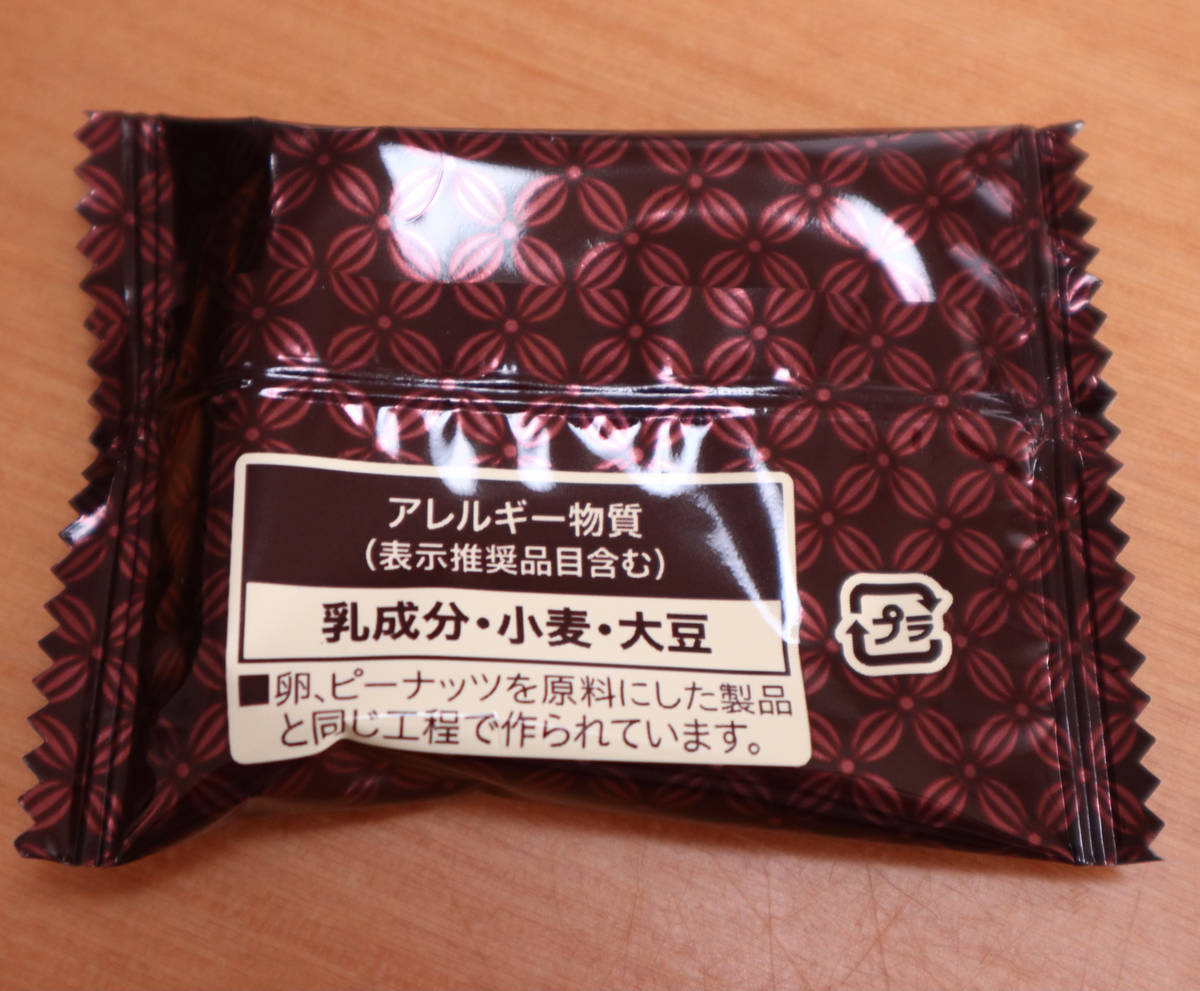 アレルギー物質
(表示推奨品目含む)
乳成分・小麦・大豆
■卵、ピーナッツを原料にした製品
と同じ工程で作られています。
プラ